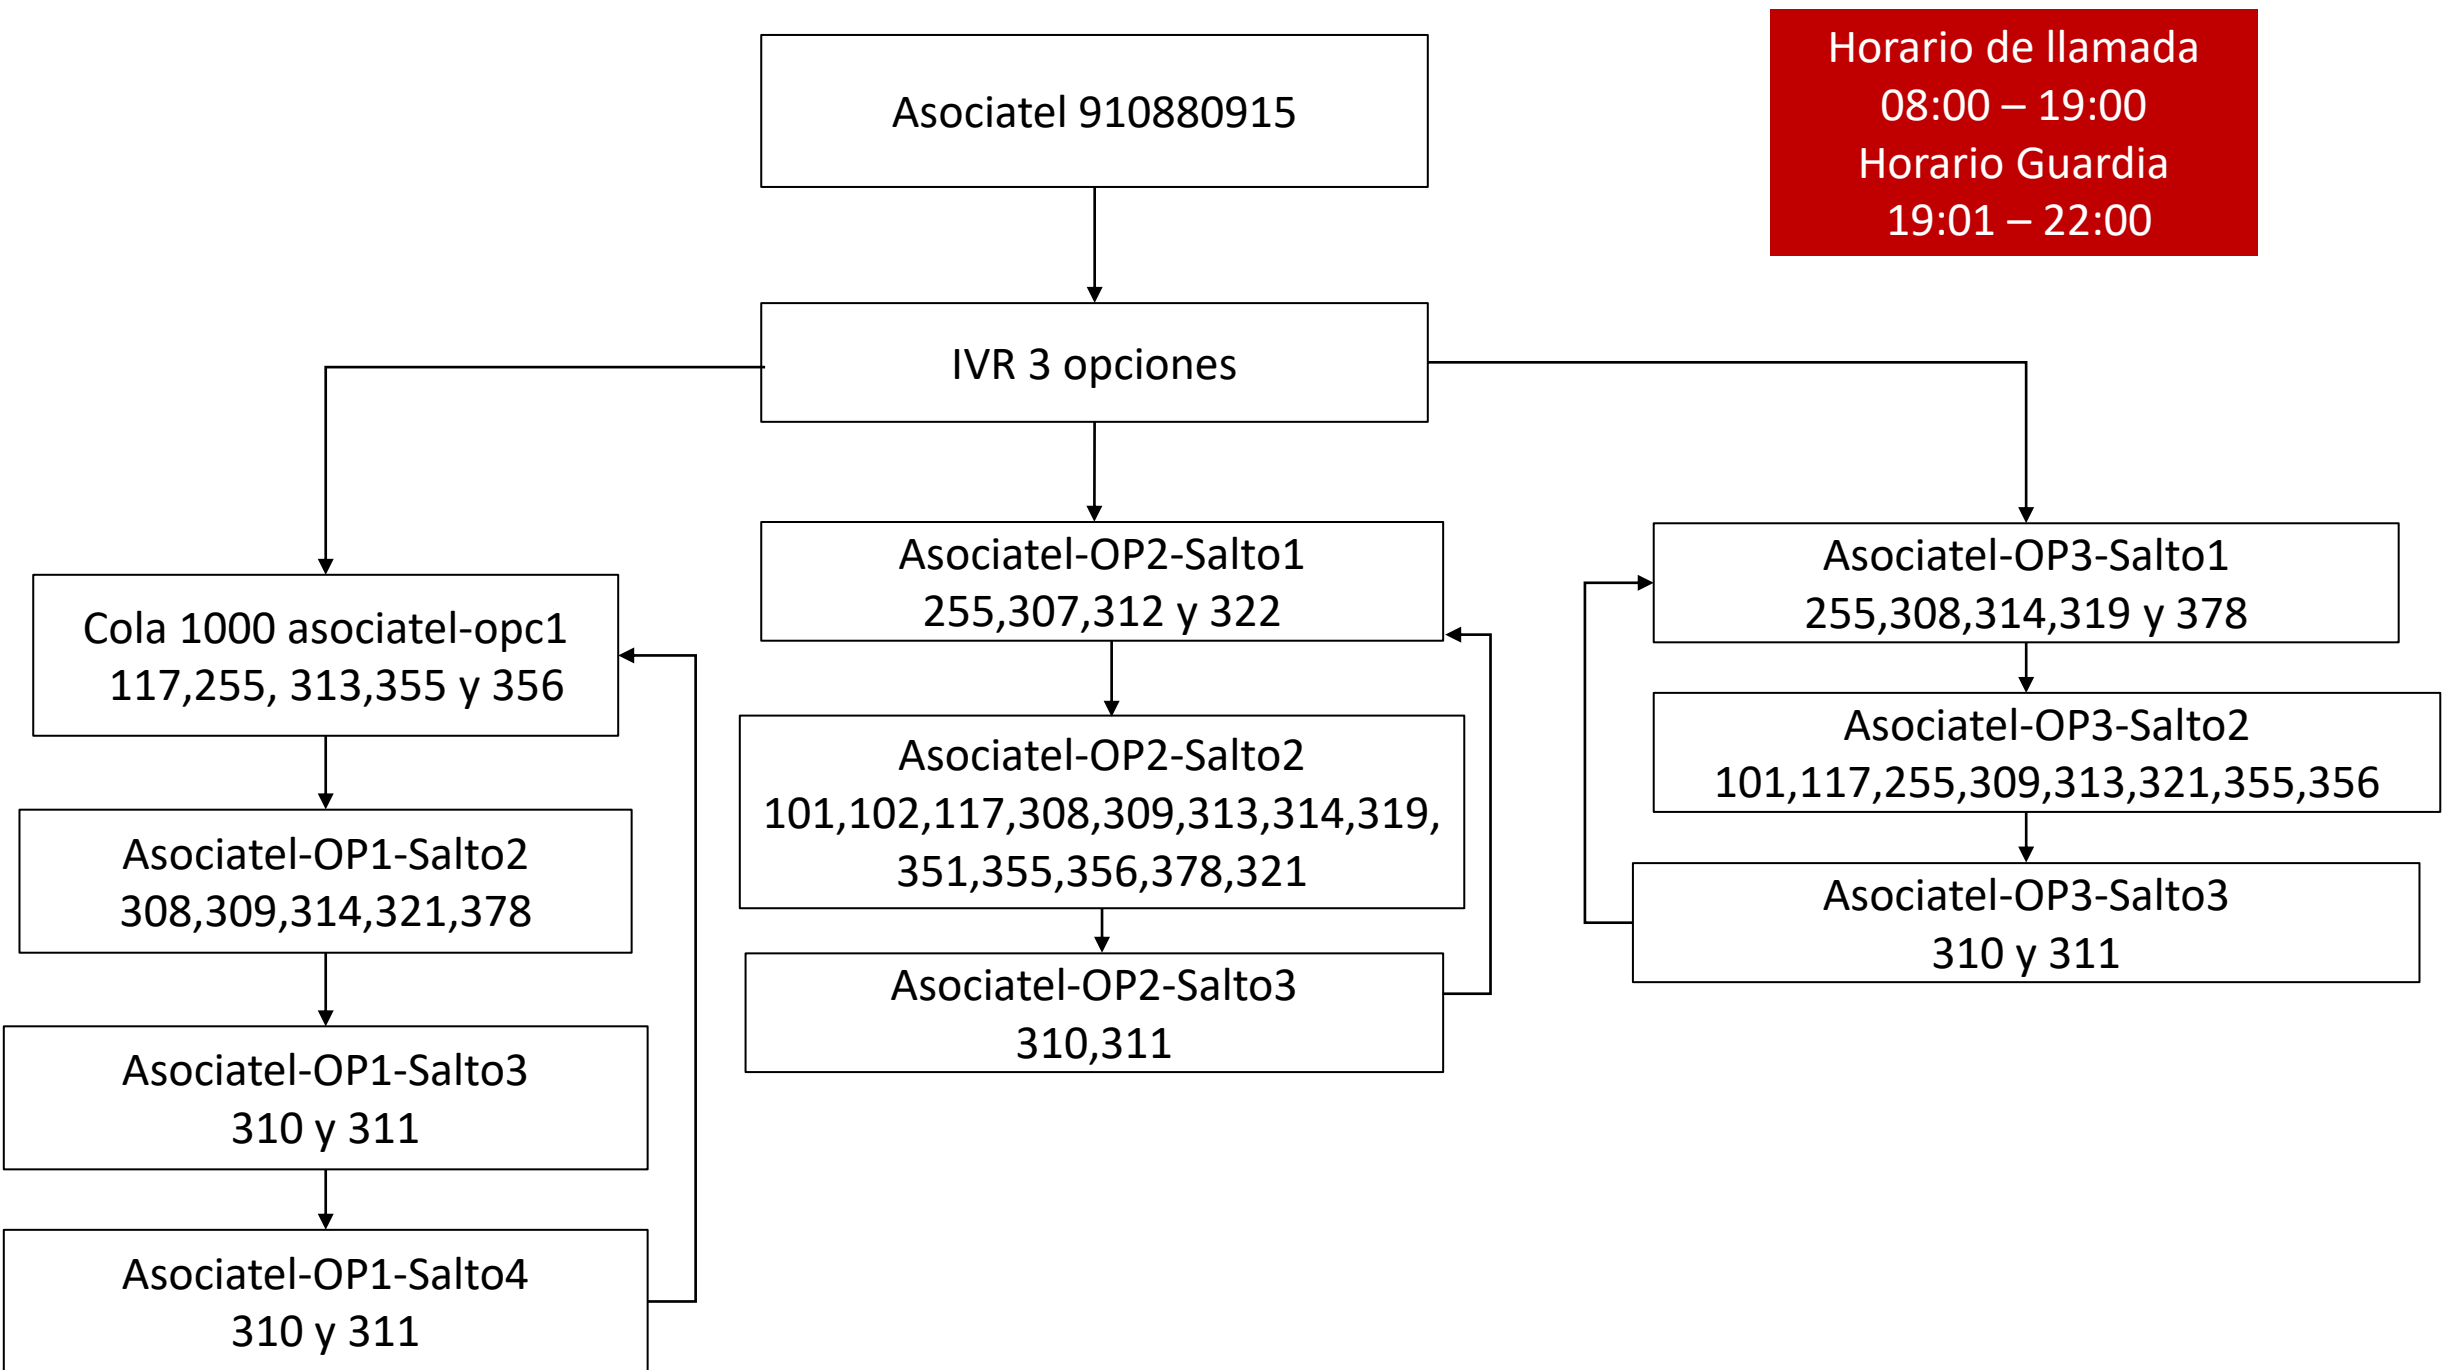 Asociatel 910880915
Horario de llamada
08:00 – 19:00
Horario Guardia
19:01 – 22:00
IVR 3 opciones
Cola 1000 asociatel-opc1
117,255, 313,355 y 356
Asociatel-OP1-Salto2
308,309,314,321,378
Asociatel-OP1-Salto3
310 y 311
Asociatel-OP1-Salto4
310 y 311
Asociatel-OP2-Salto1
255,307,312 y 322
Asociatel-OP2-Salto2
101,102,117,308,309,313,314,319,
351,355,356,378,321
Asociatel-OP2-Salto3
310,311
Asociatel-OP3-Salto1
255,308,314,319 y 378
Asociatel-OP3-Salto2
101,117,255,309,313,321,355,356
Asociatel-OP3-Salto3
310 y 311